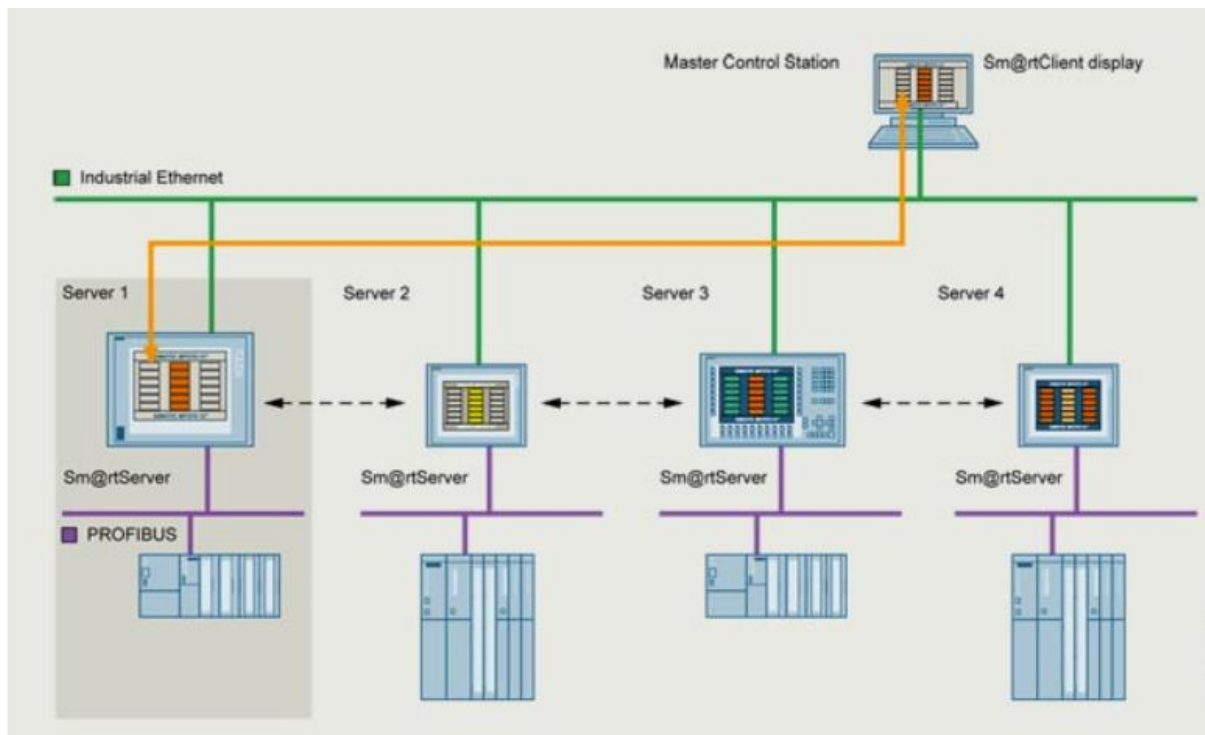 Master Control Station
Sm@rtClient display
Industrial Ethernet
Server 1
Server 2
Server 3
Server 4
Sm@rtServer
Sm@rtServer
Sm@rtServer
Sm@rtServer
PROFIBUS